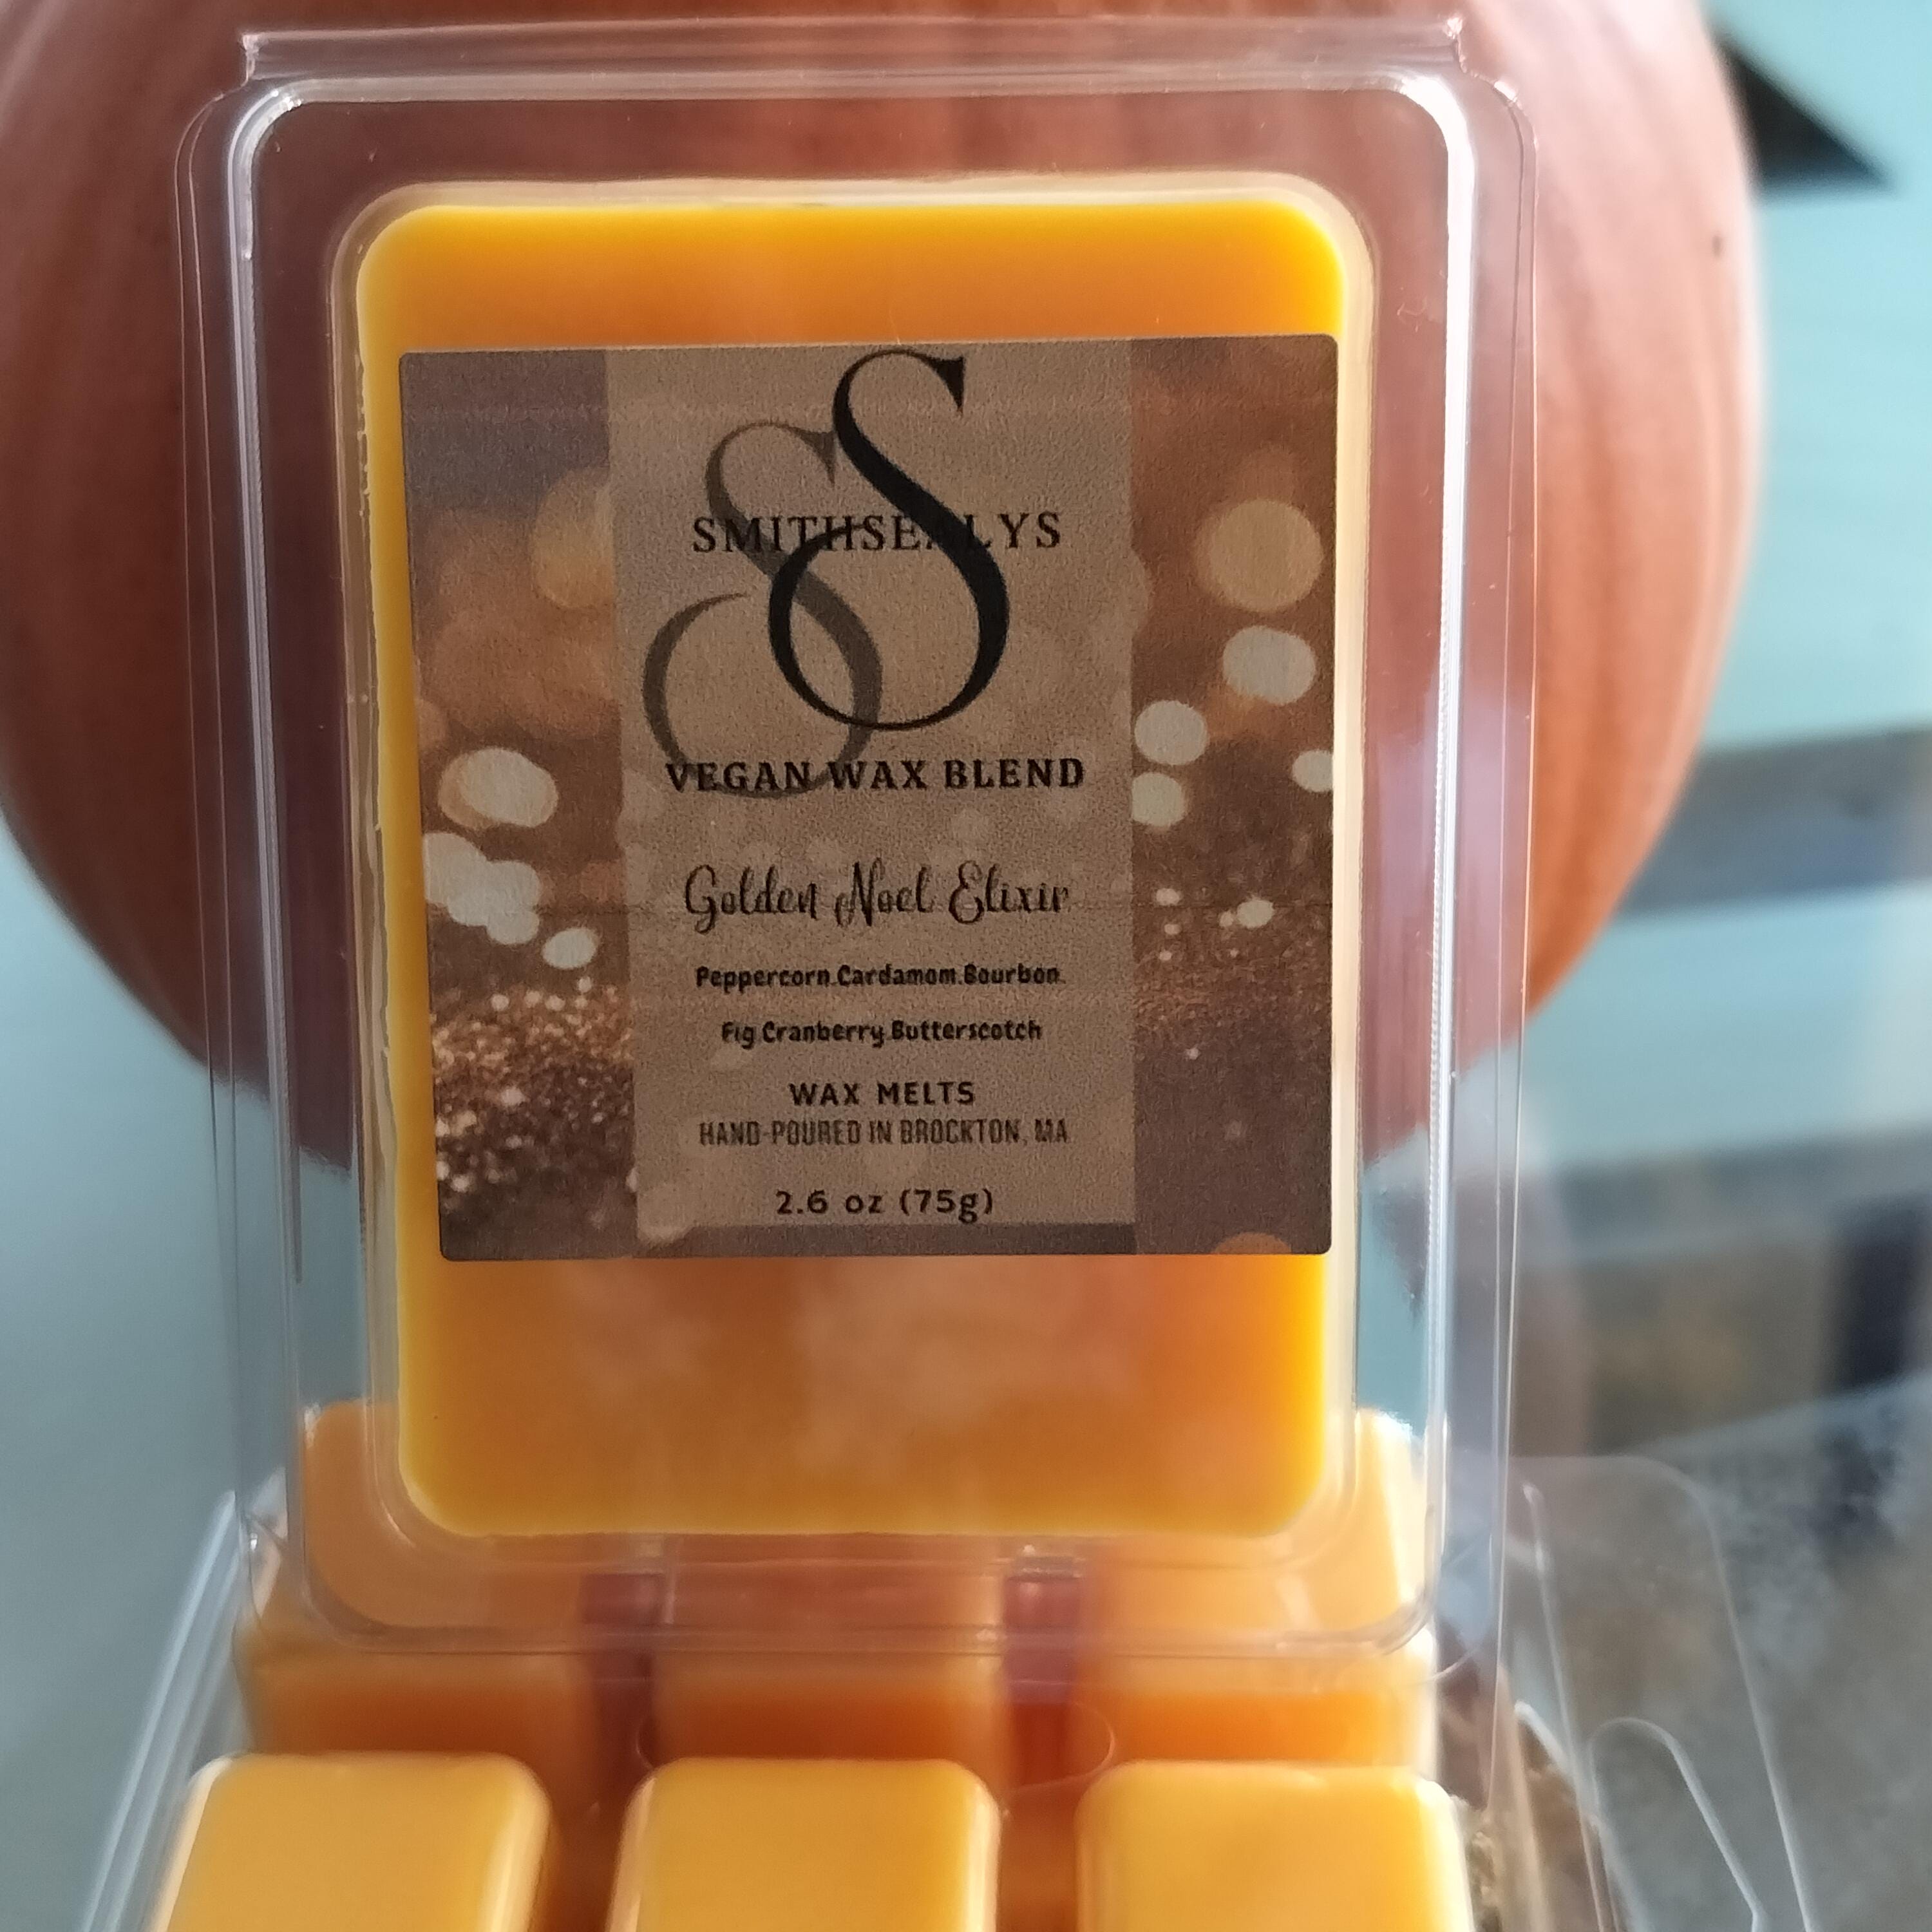 SS
SMITHSEALYS
VEGAN WAX BLEND
Golden Noel Elixir
Peppercorn.Cardamom.Bourbon.
Fig.Cranberry.Butterscotch
WAX MELTS
HAND-POURED IN BROCKTON, MA
2.6 oz (75g)